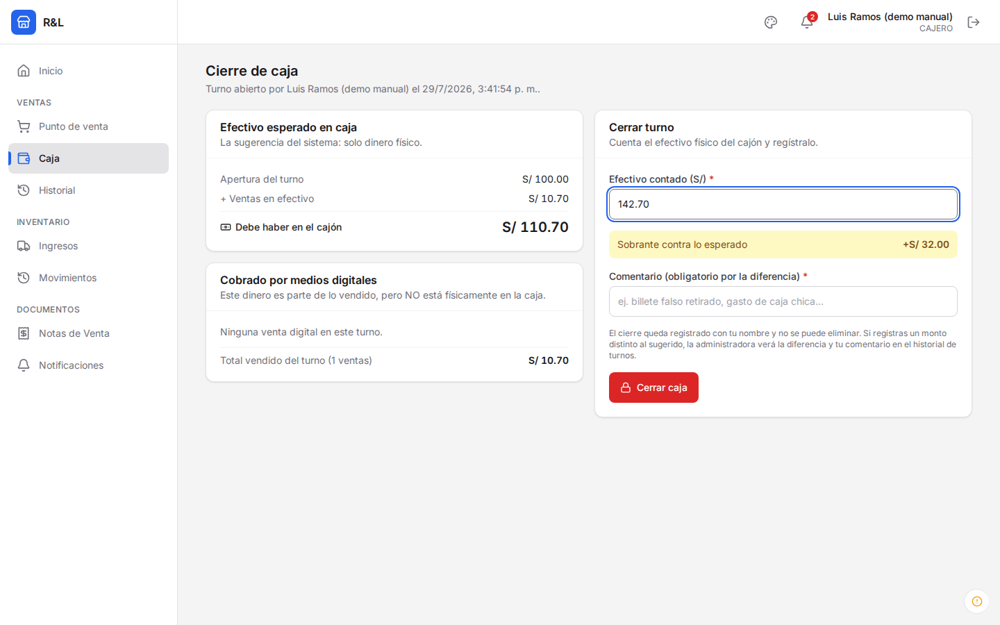 R&L
2
Luis Ramos (demo manual)
CAJERO
Inicio
VENTAS
Punto de venta
Caja
Historial
INVENTARIO
Ingresos
Movimientos
DOCUMENTOS
Notas de Venta
Notificaciones
Cierre de caja
Turno abierto por Luis Ramos (demo manual) el 29/7/2026, 3:41:54 p. m..
Efectivo esperado en caja
La sugerencia del sistema: solo dinero físico.
Apertura del turno S/ 100.00
+ Ventas en efectivo S/ 10.70
Debe haber en el cajón S/ 110.70
Cobrado por medios digitales
Este dinero es parte de lo vendido, pero NO está físicamente en la caja.
Ninguna venta digital en este turno.
Total vendido del turno (1 ventas) S/ 10.70
Cerrar turno
Cuenta el efectivo físico del cajón y regístralo.
Efectivo contado (S/) *
142.70
Sobrante contra lo esperado +S/ 32.00
Comentario (obligatorio por la diferencia) *
ej. billete falso retirado, gasto de caja chica...
El cierre queda registrado con tu nombre y no se puede eliminar. Si registras un monto
distinto al sugerido, la administradora verá la diferencia y tu comentario en el historial de
turnos.
Cerrar caja